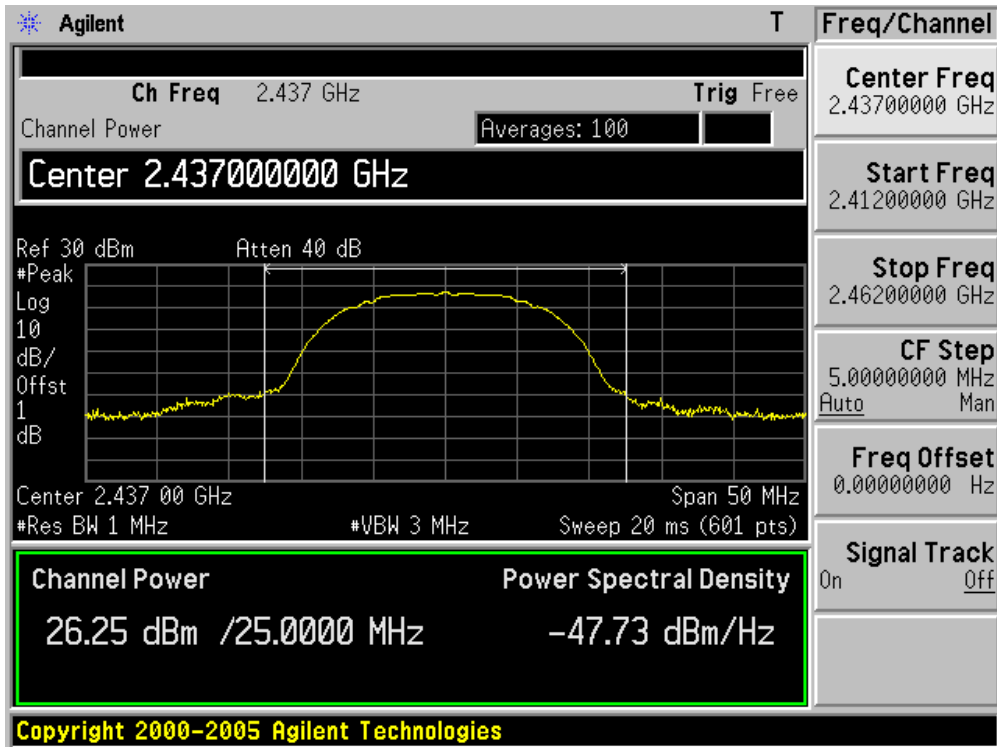 Agilent T
Freq/Channel
Ch Freq 2.437 GHz Trig Free
Channel Power Averages: 100
Center 2.437000000 GHz
Ref 30 dBm Atten 40 dB
#Peak
Log
10
dB/
Offst
1
dB
Center 2.437 00 GHz Span 50 MHz
#Res BW 1 MHz #VBW 3 MHz Sweep 20 ms (601 pts)
Channel Power Power Spectral Density
26.25 dBm /25.0000 MHz -47.73 dBm/Hz
Copyright 2000-2005 Agilent Technologies
Center Freq
2.43700000 GHz
Start Freq
2.41200000 GHz
Stop Freq
2.46200000 GHz
CF Step
5.00000000 MHz
Auto Man
Freq Offset
0.00000000 Hz
Signal Track
On Off